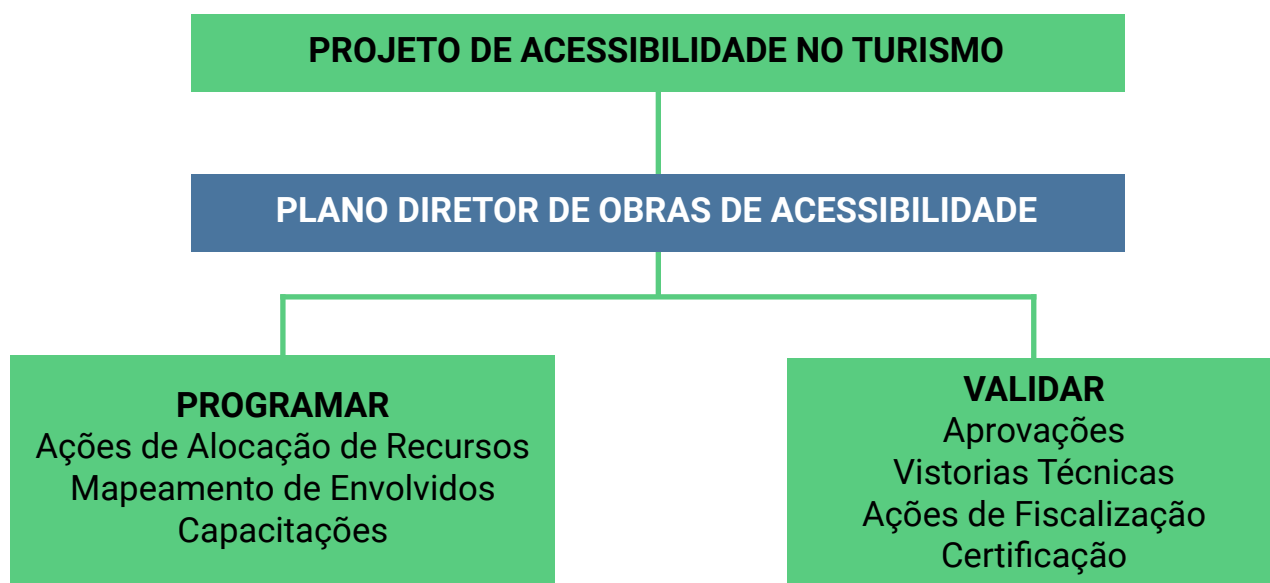 PROJETO DE ACESSIBILIDADE NO TURISMO
PLANO DIRETOR DE OBRAS DE ACESSIBILIDADE
PROGRAMAR
Ações de Alocação de Recursos
Mapeamento de Envolvidos
Capacitações
VALIDAR
Aprovações
Vistorias Técnicas
Ações de Fiscalização
Certificação